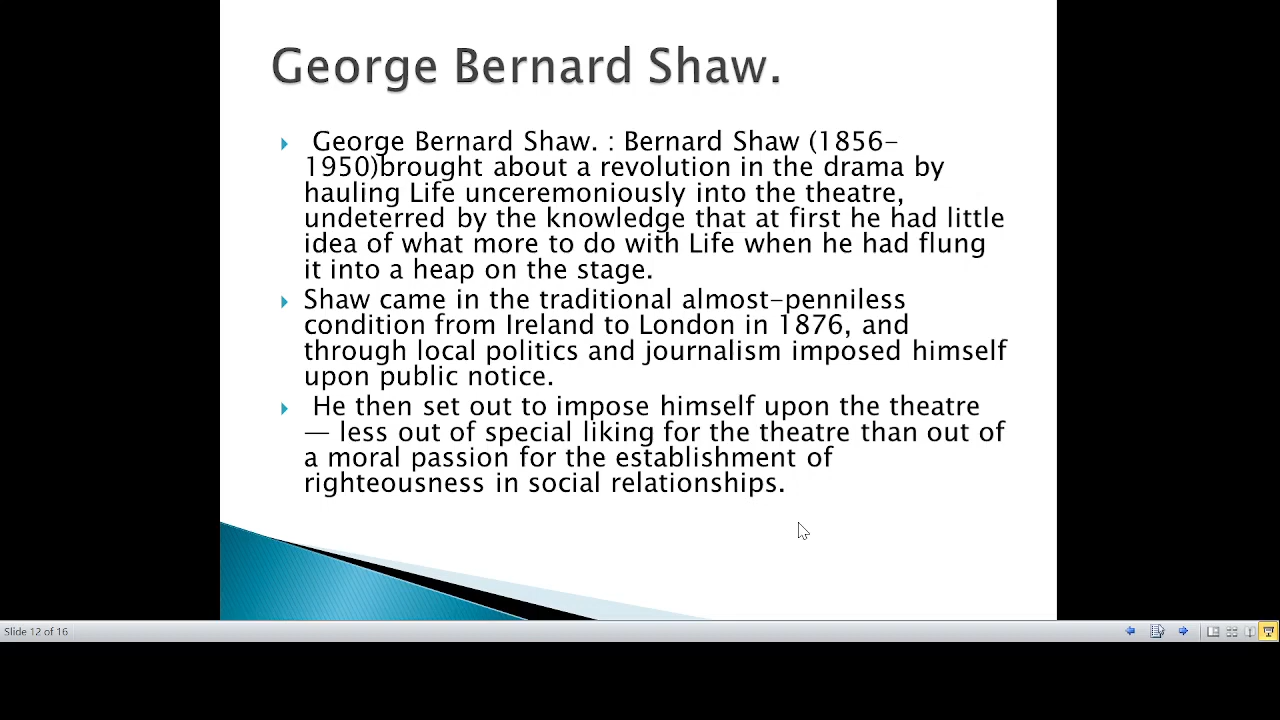 George Bernard Shaw.
George Bernard Shaw. : Bernard Shaw (1856-
1950)brought about a revolution in the drama by
hauling Life unceremoniously into the theatre,
undeterred by the knowledge that at first he had little
idea of what more to do with Life when he had flung
it into a heap on the stage.
Shaw came in the traditional almost-penniless
condition from Ireland to London in 1876, and
through local politics and journalism imposed himself
upon public notice.
He then set out to impose himself upon the theatre
— less out of special liking for the theatre than out of
a moral passion for the establishment of
righteousness in social relationships.
Slide 12 of 16